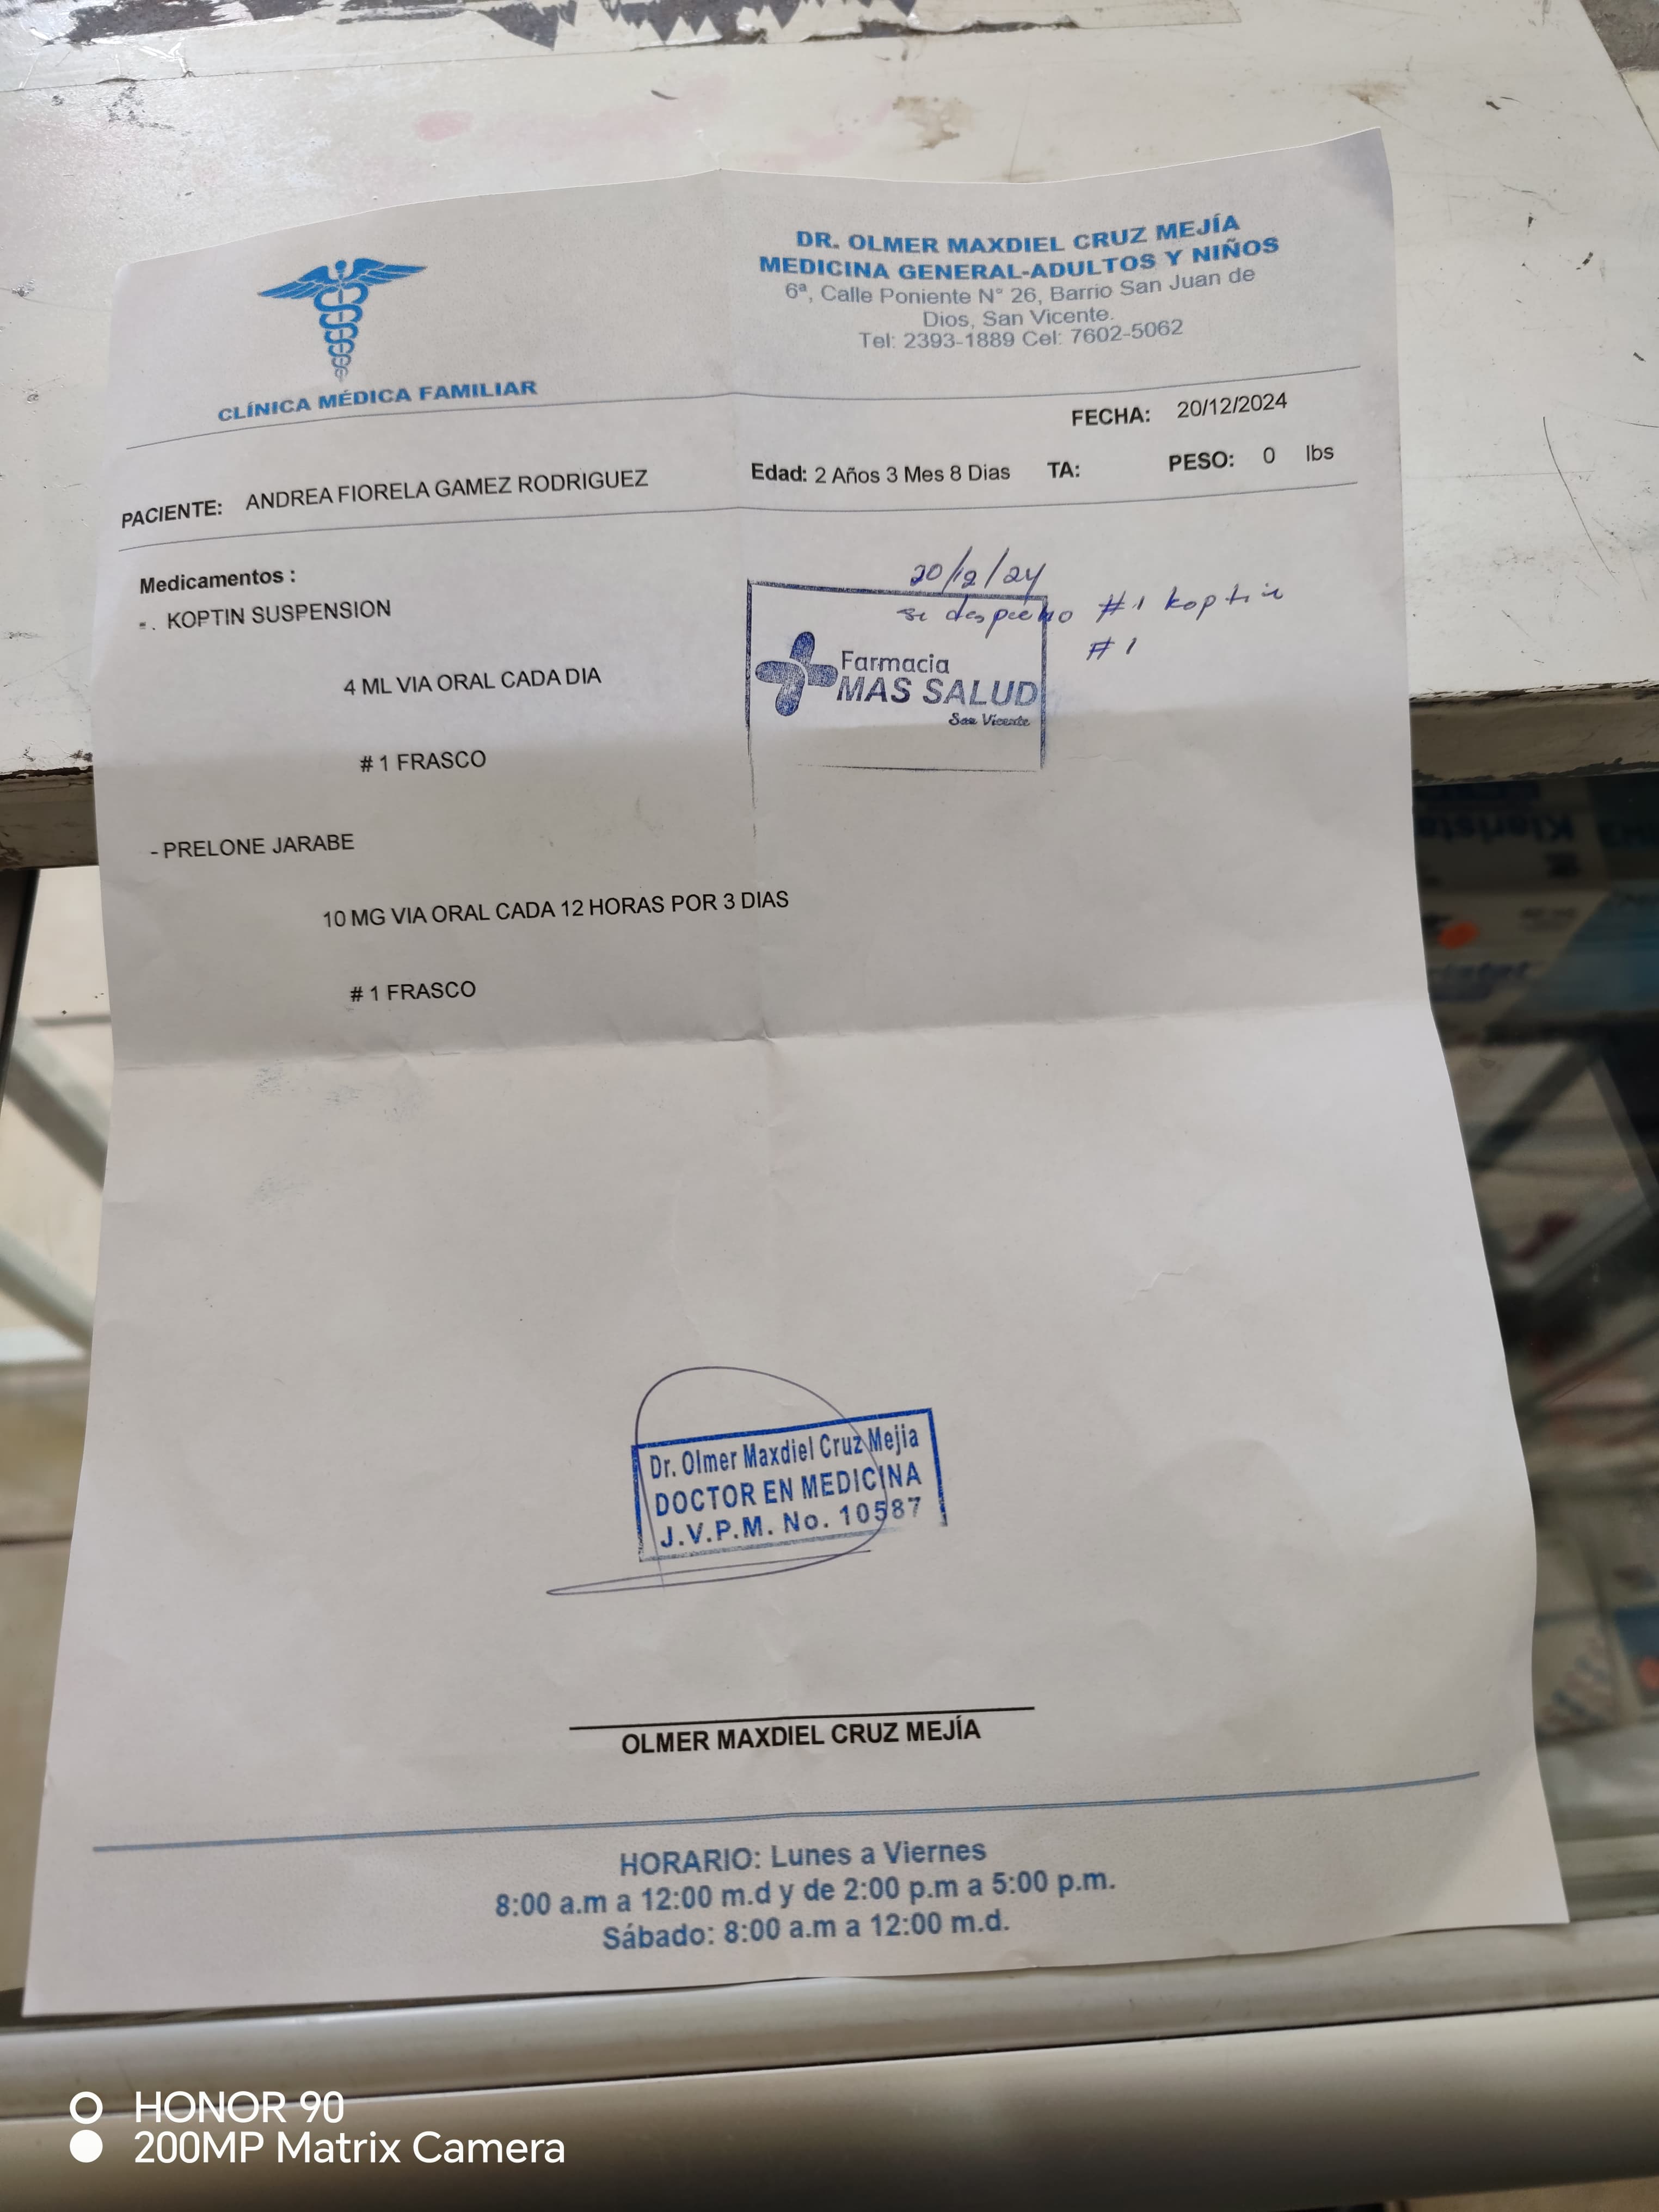 DR. OLMER MAXDIEL CRUZ MEJÍA
MEDICINA GENERAL-ADULTOS Y NIÑOS
6ª, Calle Poniente N° 26, Barrio San Juan de
Dios, San Vicente.
Tel: 2393-1889 Cel: 7602-5062
CLÍNICA MÉDICA FAMILIAR
FECHA: 20/12/2024
PACIENTE: ANDREA FIORELA GAMEZ RODRIGUEZ Edad: 2 Años 3 Mes 8 Dias TA: PESO: 0 lbs
Medicamentos :
-. KOPTIN SUSPENSION
4 ML VIA ORAL CADA DIA
# 1 FRASCO
- PRELONE JARABE
10 MG VIA ORAL CADA 12 HORAS POR 3 DIAS
# 1 FRASCO
20/12/24
se #1 koptin
#1
Farmacia
MAS SALUD
San Vicente
Dr. Olmer Maxdiel Cruz Mejia
DOCTOR EN MEDICINA
J.V.P.M. No. 10587
OLMER MAXDIEL CRUZ MEJÍA
HORARIO: Lunes a Viernes
8:00 a.m a 12:00 m.d y de 2:00 p.m a 5:00 p.m.
Sábado: 8:00 a.m a 12:00 m.d.
HONOR 90
200MP Matrix Camera